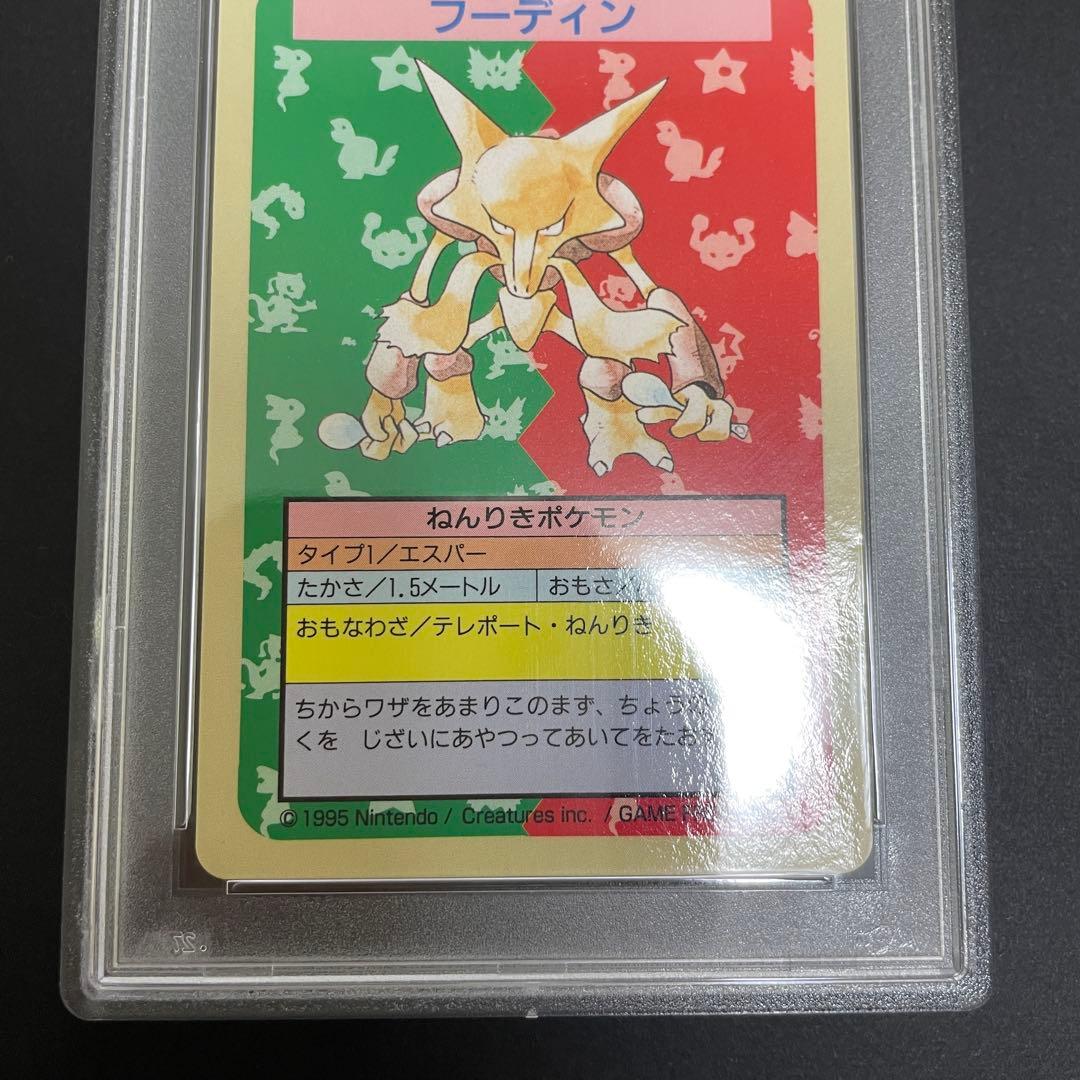 フーディン
ねんりきポケモン
タイプ1／エスパー
たかさ／1.5メートル おもさ／
おもなわざ／テレポート・ねんりき
ちからワザをあまりこのまず、ちょう
くを じざいにあやつってあいてをたお
©1995 Nintendo / Creatures inc. / GAME